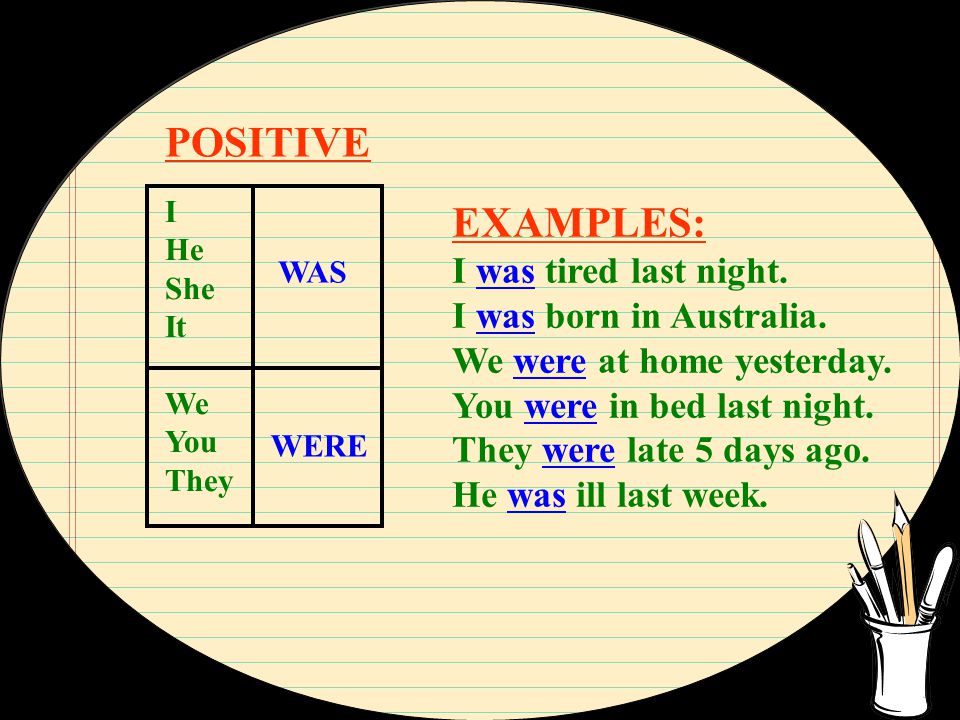 POSITIVE
I
He
She
It
WAS
We
You
They
WERE
EXAMPLES:
I was tired last night.
I was born in Australia.
We were at home yesterday.
You were in bed last night.
They were late 5 days ago.
He was ill last week.